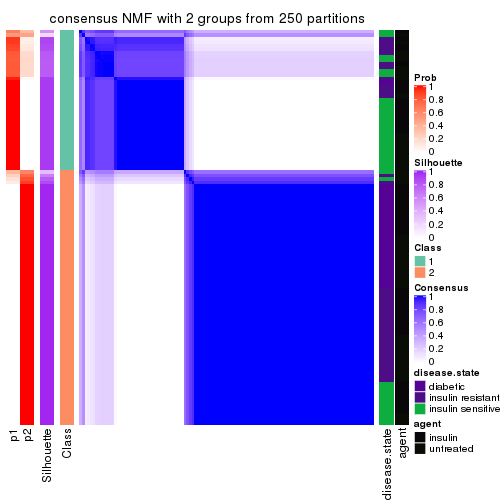 consensus NMF with 2 groups from 250 partitions
Prob
1
0.8
0.6
0.4
0.2
0
Silhouette
1
0.8
0.6
0.4
0.2
0
Class
1
2
Consensus
1
0.8
0.6
0.4
0.2
0
disease.state
diabetic
insulin resistant
insulin sensitive
agent
insulin
untreated
p1
p2
Silhouette
Class
disease.state
agent